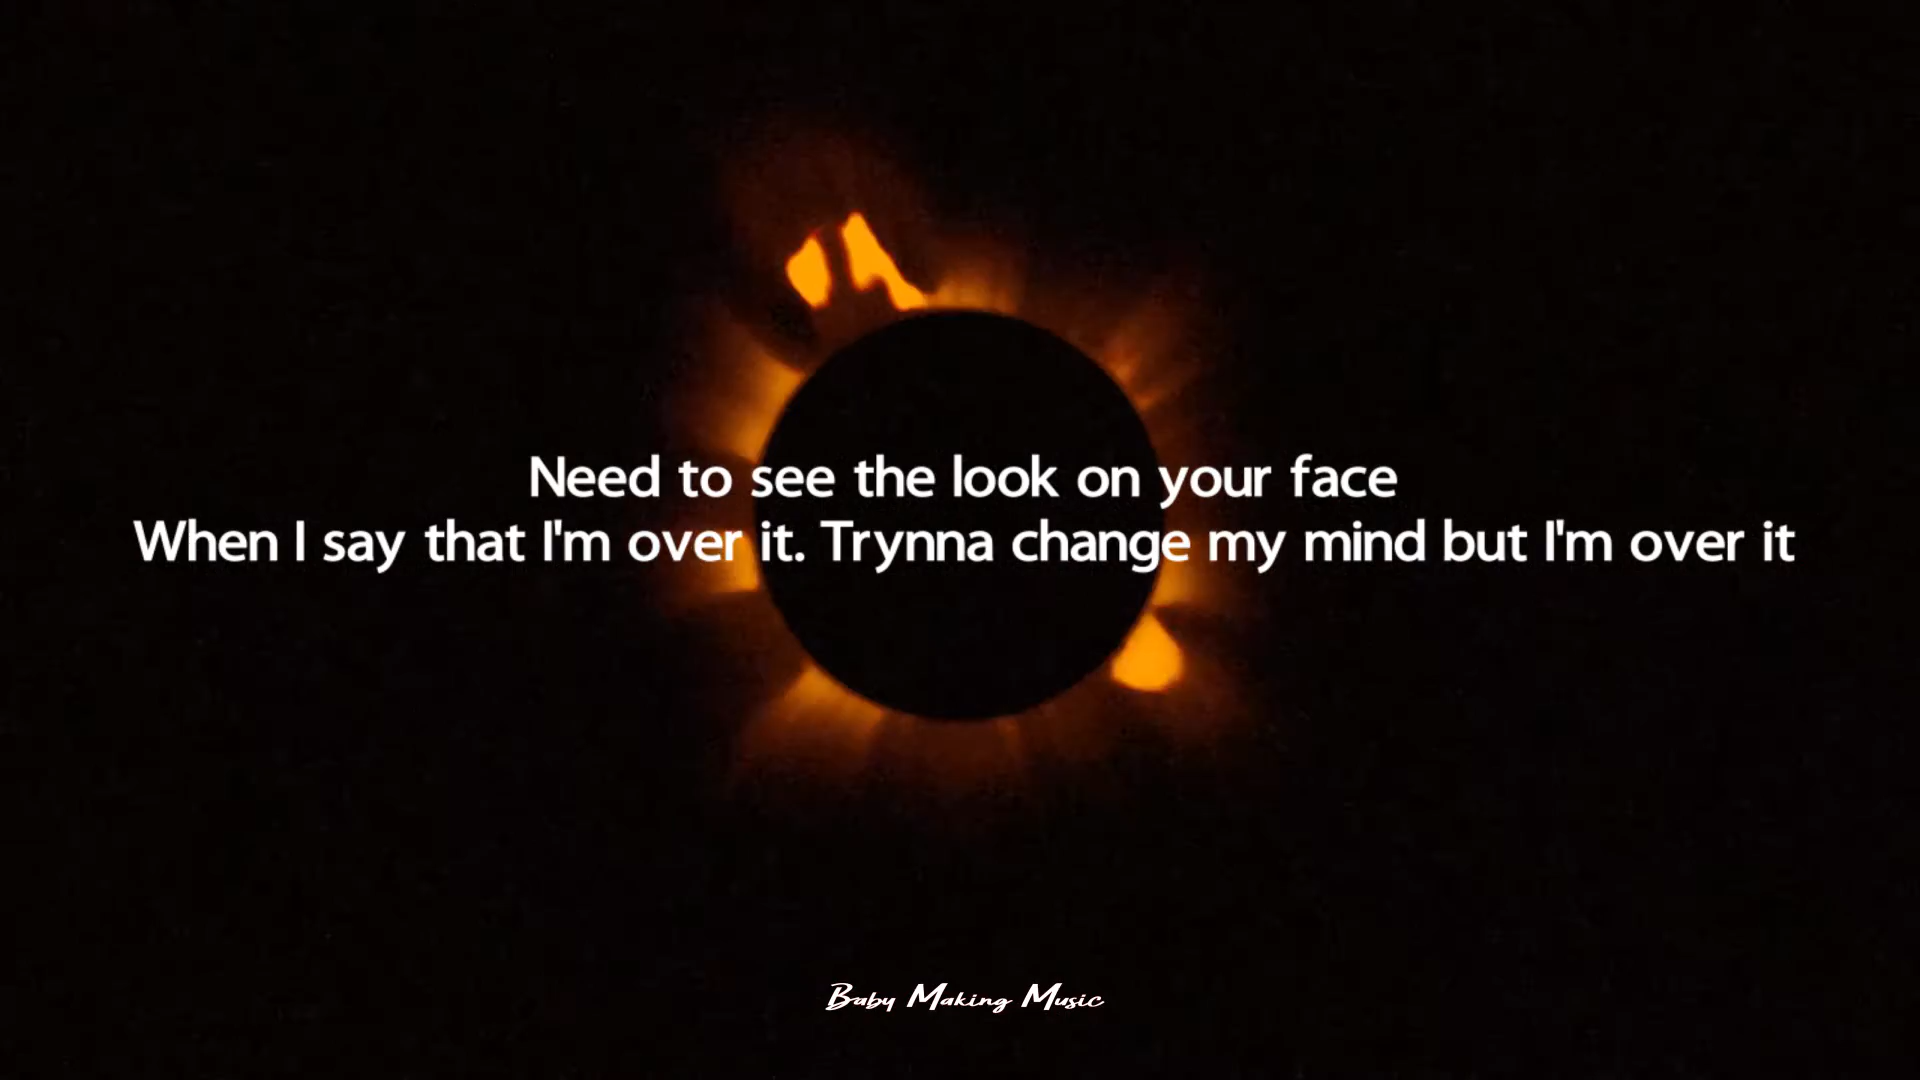 Need to see the look on your face
When I say that I'm over it. Trynna change my mind but I'm over it
Baby Making Music